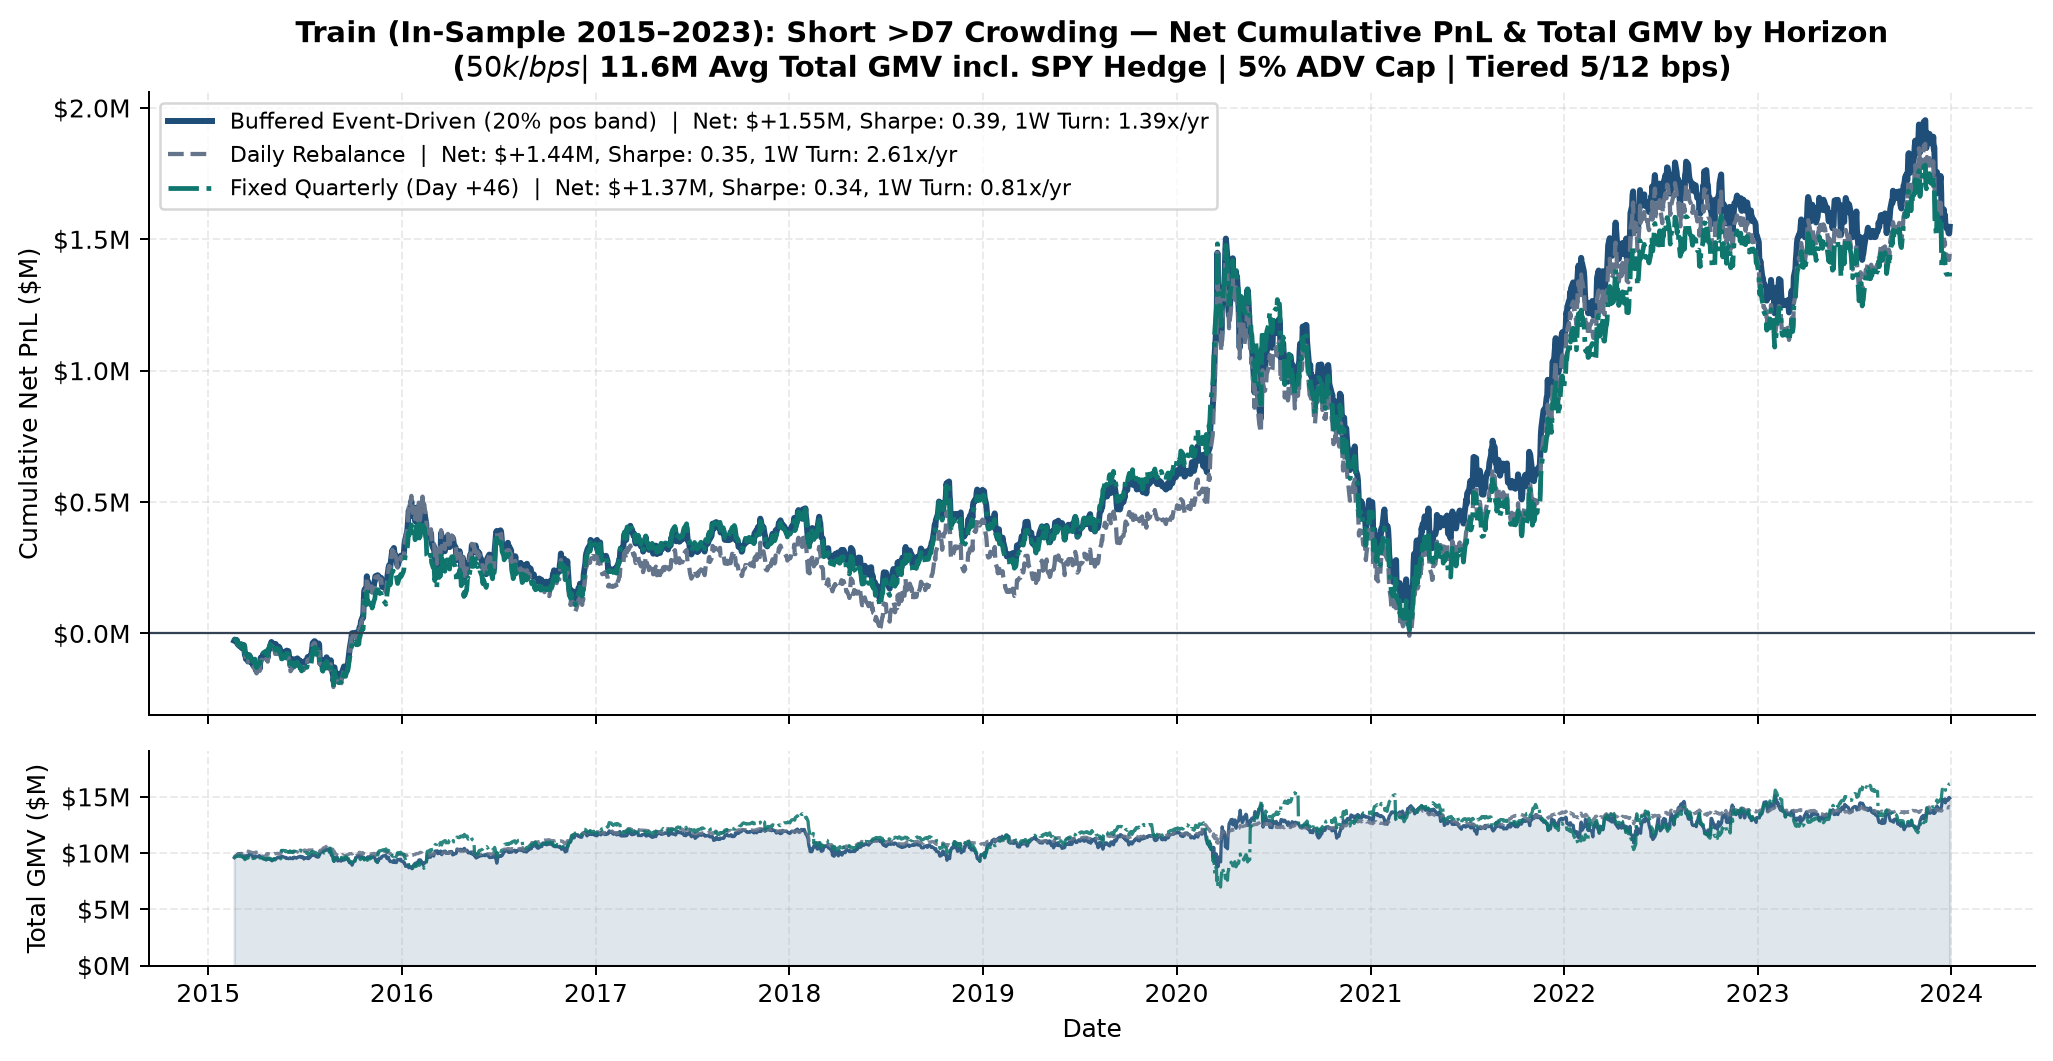 Train (In-Sample 2015–2023): Short >D7 Crowding — Net Cumulative PnL & Total GMV by Horizon
(50k/bps| 11.6M Avg Total GMV incl. SPY Hedge | 5% ADV Cap | Tiered 5/12 bps)
Buffered Event-Driven (20% pos band) | Net: $+1.55M, Sharpe: 0.39, 1W Turn: 1.39x/yr
Daily Rebalance | Net: $+1.44M, Sharpe: 0.35, 1W Turn: 2.61x/yr
Fixed Quarterly (Day +46) | Net: $+1.37M, Sharpe: 0.34, 1W Turn: 0.81x/yr
Cumulative Net PnL ($M)
$2.0M
$1.5M
$1.0M
$0.5M
$0.0M
Total GMV ($M)
$15M
$10M
$5M
$0M
2015 2016 2017 2018 2019 2020 2021 2022 2023 2024
Date